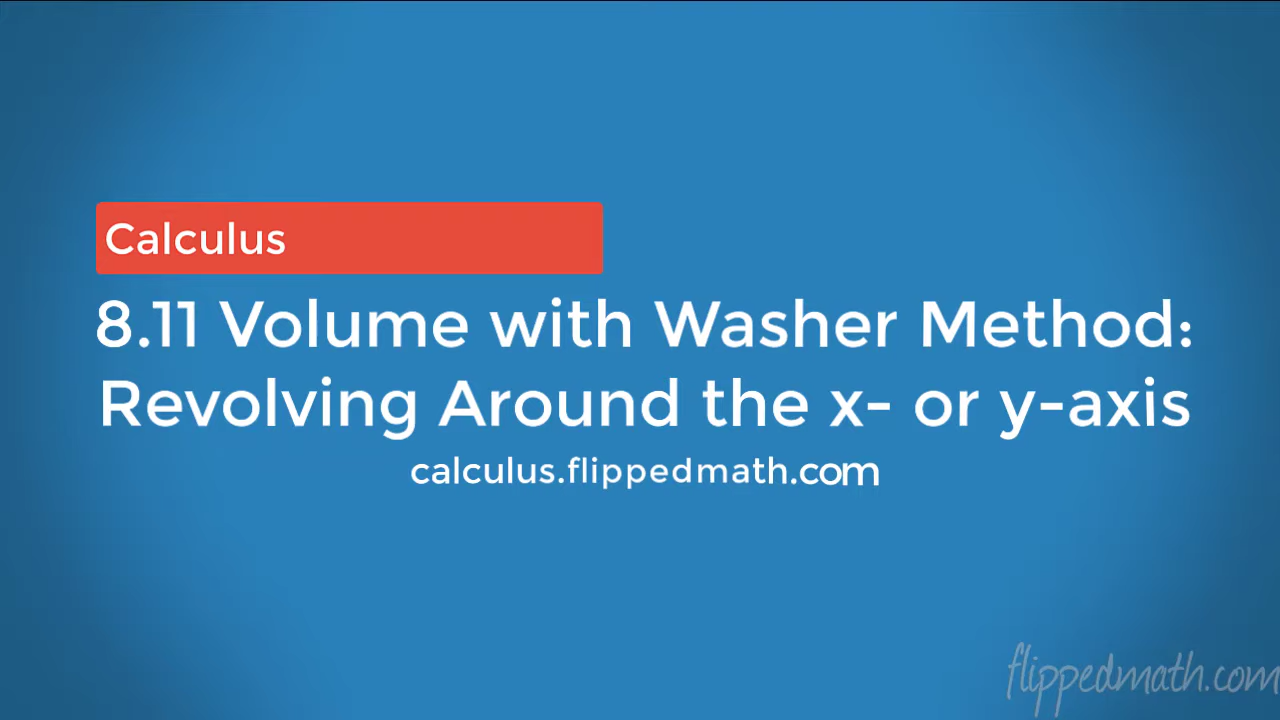 Calculus
8.11 Volume with Washer Method:
Revolving Around the x- or y-axis
calculus.flippedmath.com
flippedmath.com